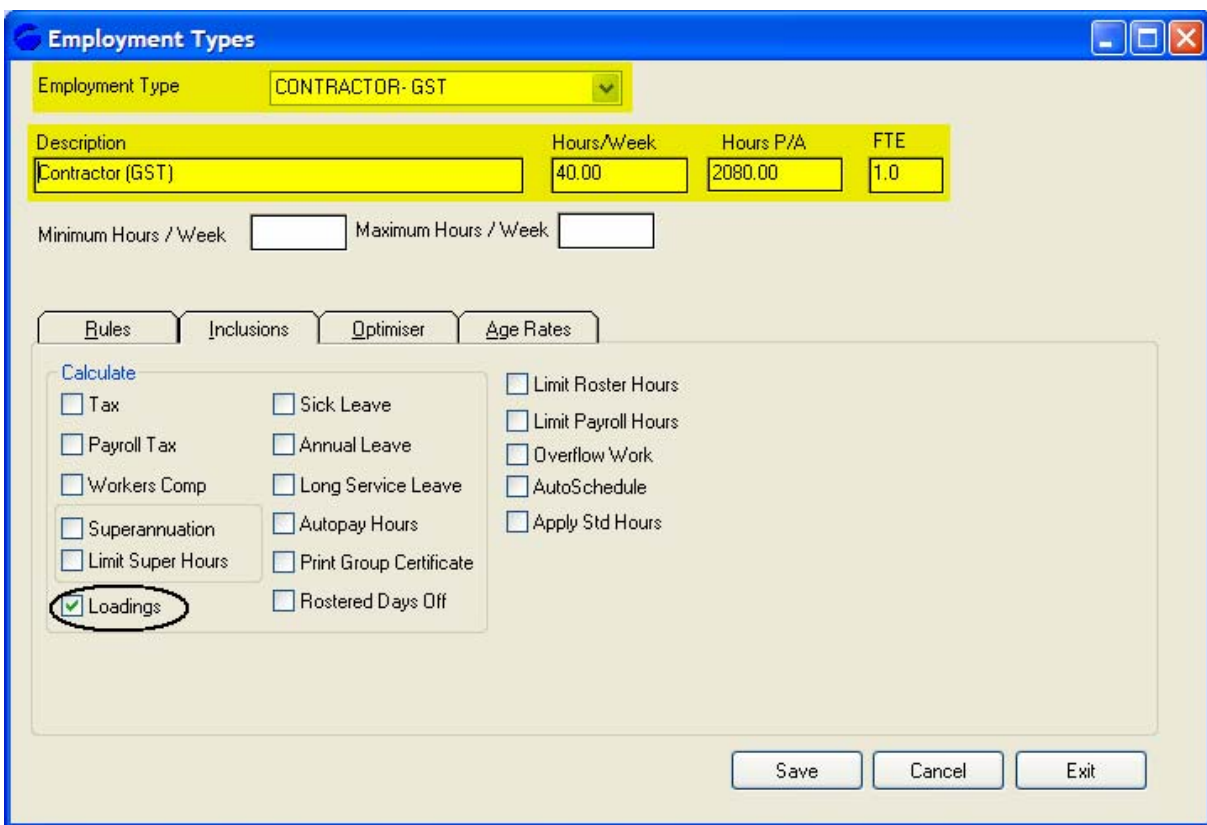 Employment Types
Employment Type CONTRACTOR- GST
Description Hours/Week Hours P/A FTE
Contractor (GST) 40.00 2080.00 1.0
Minimum Hours / Week Maximum Hours / Week
Rules Inclusions Optimiser Age Rates
Calculate
Tax Sick Leave Limit Roster Hours
Payroll Tax Annual Leave Limit Payroll Hours
Workers Comp Long Service Leave Overflow Work
AutoSchedule
Superannuation Autopay Hours Apply Std Hours
Limit Super Hours Print Group Certificate
Loadings Rostered Days Off
Save Cancel Exit